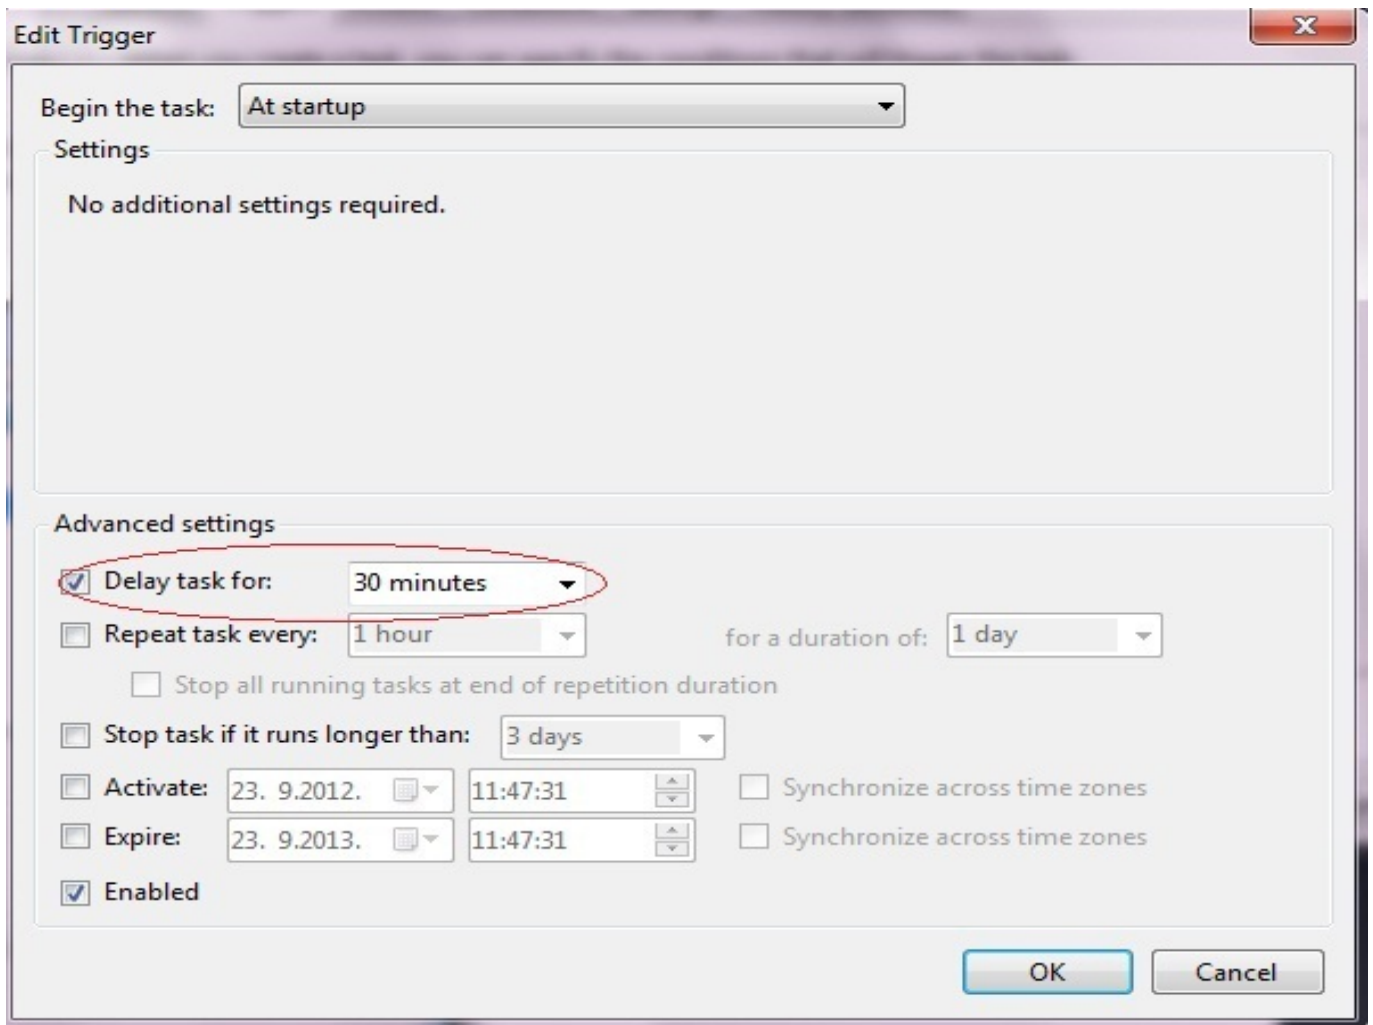 Edit Trigger
Begin the task: At startup
Settings
No additional settings required.
Advanced settings
Delay task for: 30 minutes
Repeat task every: 1 hour for a duration of: 1 day
Stop all running tasks at end of repetition duration
Stop task if it runs longer than: 3 days
Activate: 23. 9.2012. 11:47:31 Synchronize across time zones
Expire: 23. 9.2013. 11:47:31 Synchronize across time zones
Enabled
OK Cancel